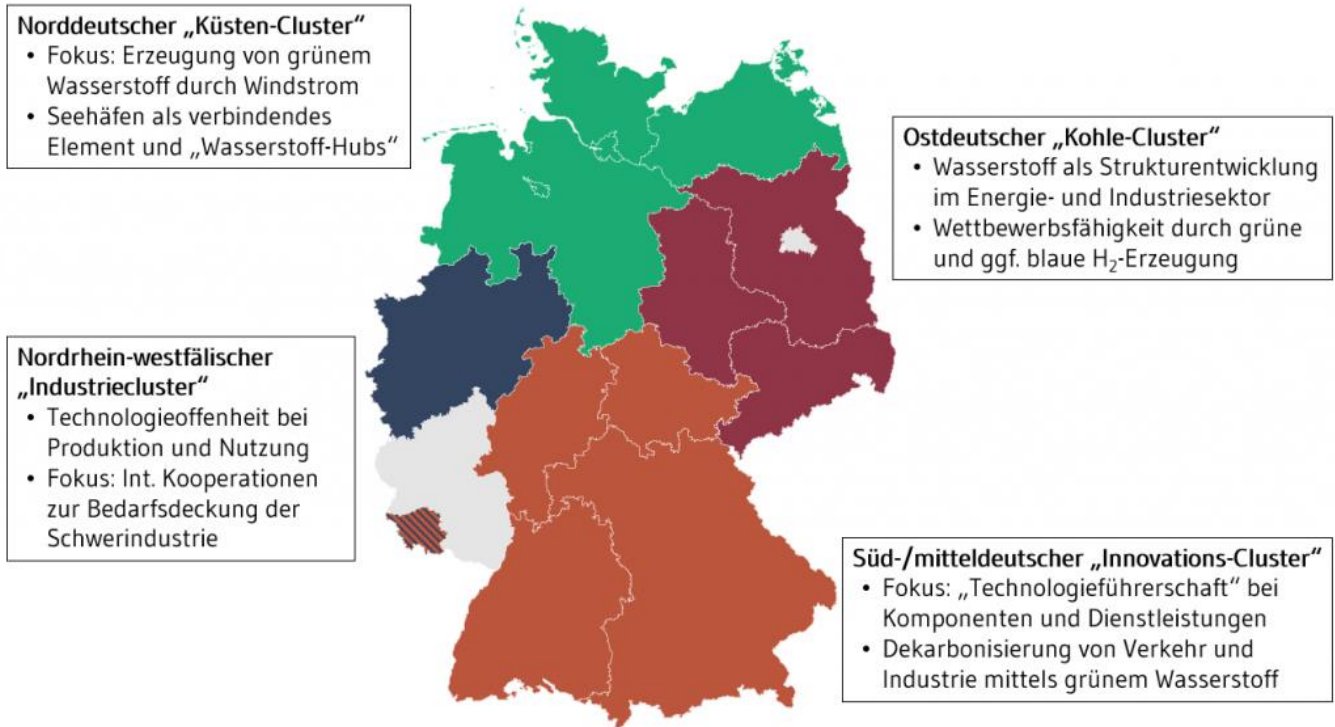 Norddeutscher „Küsten-Cluster“
• Fokus: Erzeugung von grünem
Wasserstoff durch Windstrom
• Seehäfen als verbindendes
Element und „Wasserstoff-Hubs“
Ostdeutscher „Kohle-Cluster“
• Wasserstoff als Strukturentwicklung
im Energie- und Industriesektor
• Wettbewerbsfähigkeit durch grüne
und ggf. blaue H₂-Erzeugung
Nordrhein-westfälischer
„Industriecluster“
• Technologieoffenheit bei
Produktion und Nutzung
• Fokus: Int. Kooperationen
zur Bedarfsdeckung der
Schwerindustrie
Süd-/mitteldeutscher „Innovations-Cluster“
• Fokus: „Technologieführerschaft“ bei
Komponenten und Dienstleistungen
• Dekarbonisierung von Verkehr und
Industrie mittels grünem Wasserstoff